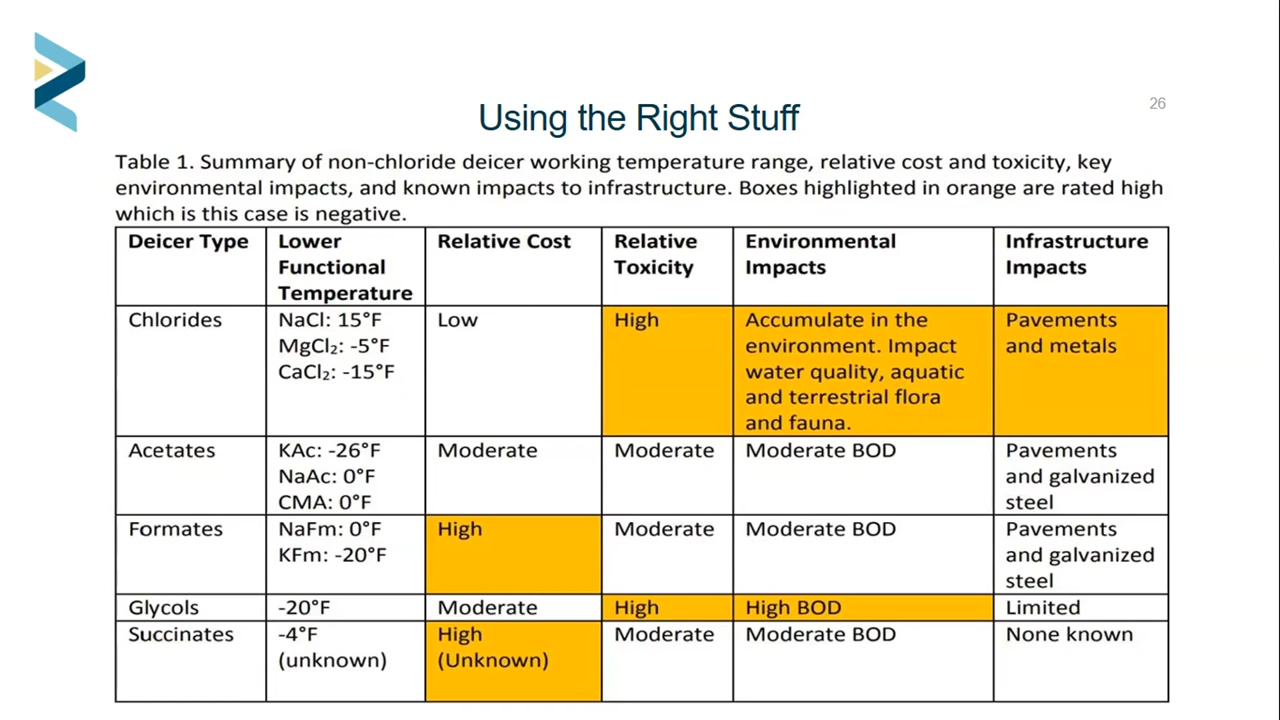 26
Using the Right Stuff
Table 1. Summary of non-chloride deicer working temperature range, relative cost and toxicity, key
environmental impacts, and known impacts to infrastructure. Boxes highlighted in orange are rated high
which is this case is negative.
Deicer Type
Lower
Functional
Temperature
Relative Cost
Relative
Toxicity
Environmental
Impacts
Infrastructure
Impacts
Chlorides
NaCl: 15°F
MgCl₂: -5°F
CaCl₂: -15°F
Low
High
Accumulate in the
environment. Impact
water quality, aquatic
and terrestrial flora
and fauna.
Pavements
and metals
Acetates
KAc: -26°F
NaAc: 0°F
CMA: 0°F
Moderate
Moderate
Moderate BOD
Pavements
and galvanized
steel
Formates
NaFm: 0°F
KFm: -20°F
High
Moderate
Moderate BOD
Pavements
and galvanized
steel
Glycols
-20°F
Moderate
High
High BOD
Limited
Succinates
-4°F
(unknown)
High
(Unknown)
Moderate
Moderate BOD
None known